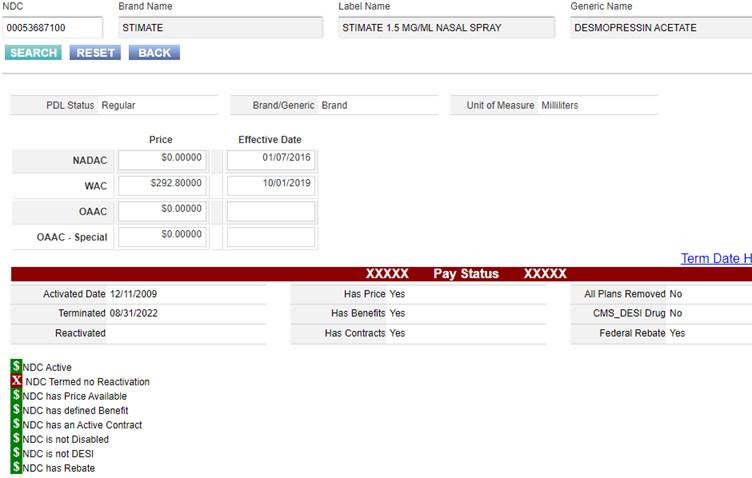 NDC Brand Name Label Name Generic Name
00053687100 STIMATE STIMATE 1.5 MG/ML NASAL SPRAY DESMOPRESSIN ACETATE
SEARCH RESET BACK
PDL Status Regular Brand/Generic Brand Unit of Measure Milliliters
Price Effective Date
NADAC $0.00000 01/07/2016
WAC $292.80000 10/01/2019
OAAC $0.00000
OAAC - Special $0.00000
Term Date H
XXXXX Pay Status XXXXX
Activated Date 12/11/2009 Has Price Yes All Plans Removed No
Terminated 08/31/2022 Has Benefits Yes CMS_DESI Drug No
Reactivated Has Contracts Yes Federal Rebate Yes
$ NDC Active
X NDC Termed no Reactivation
$ NDC has Price Available
$ NDC has defined Benefit
$ NDC has an Active Contract
$ NDC is not Disabled
$ NDC is not DESI
$ NDC has Rebate